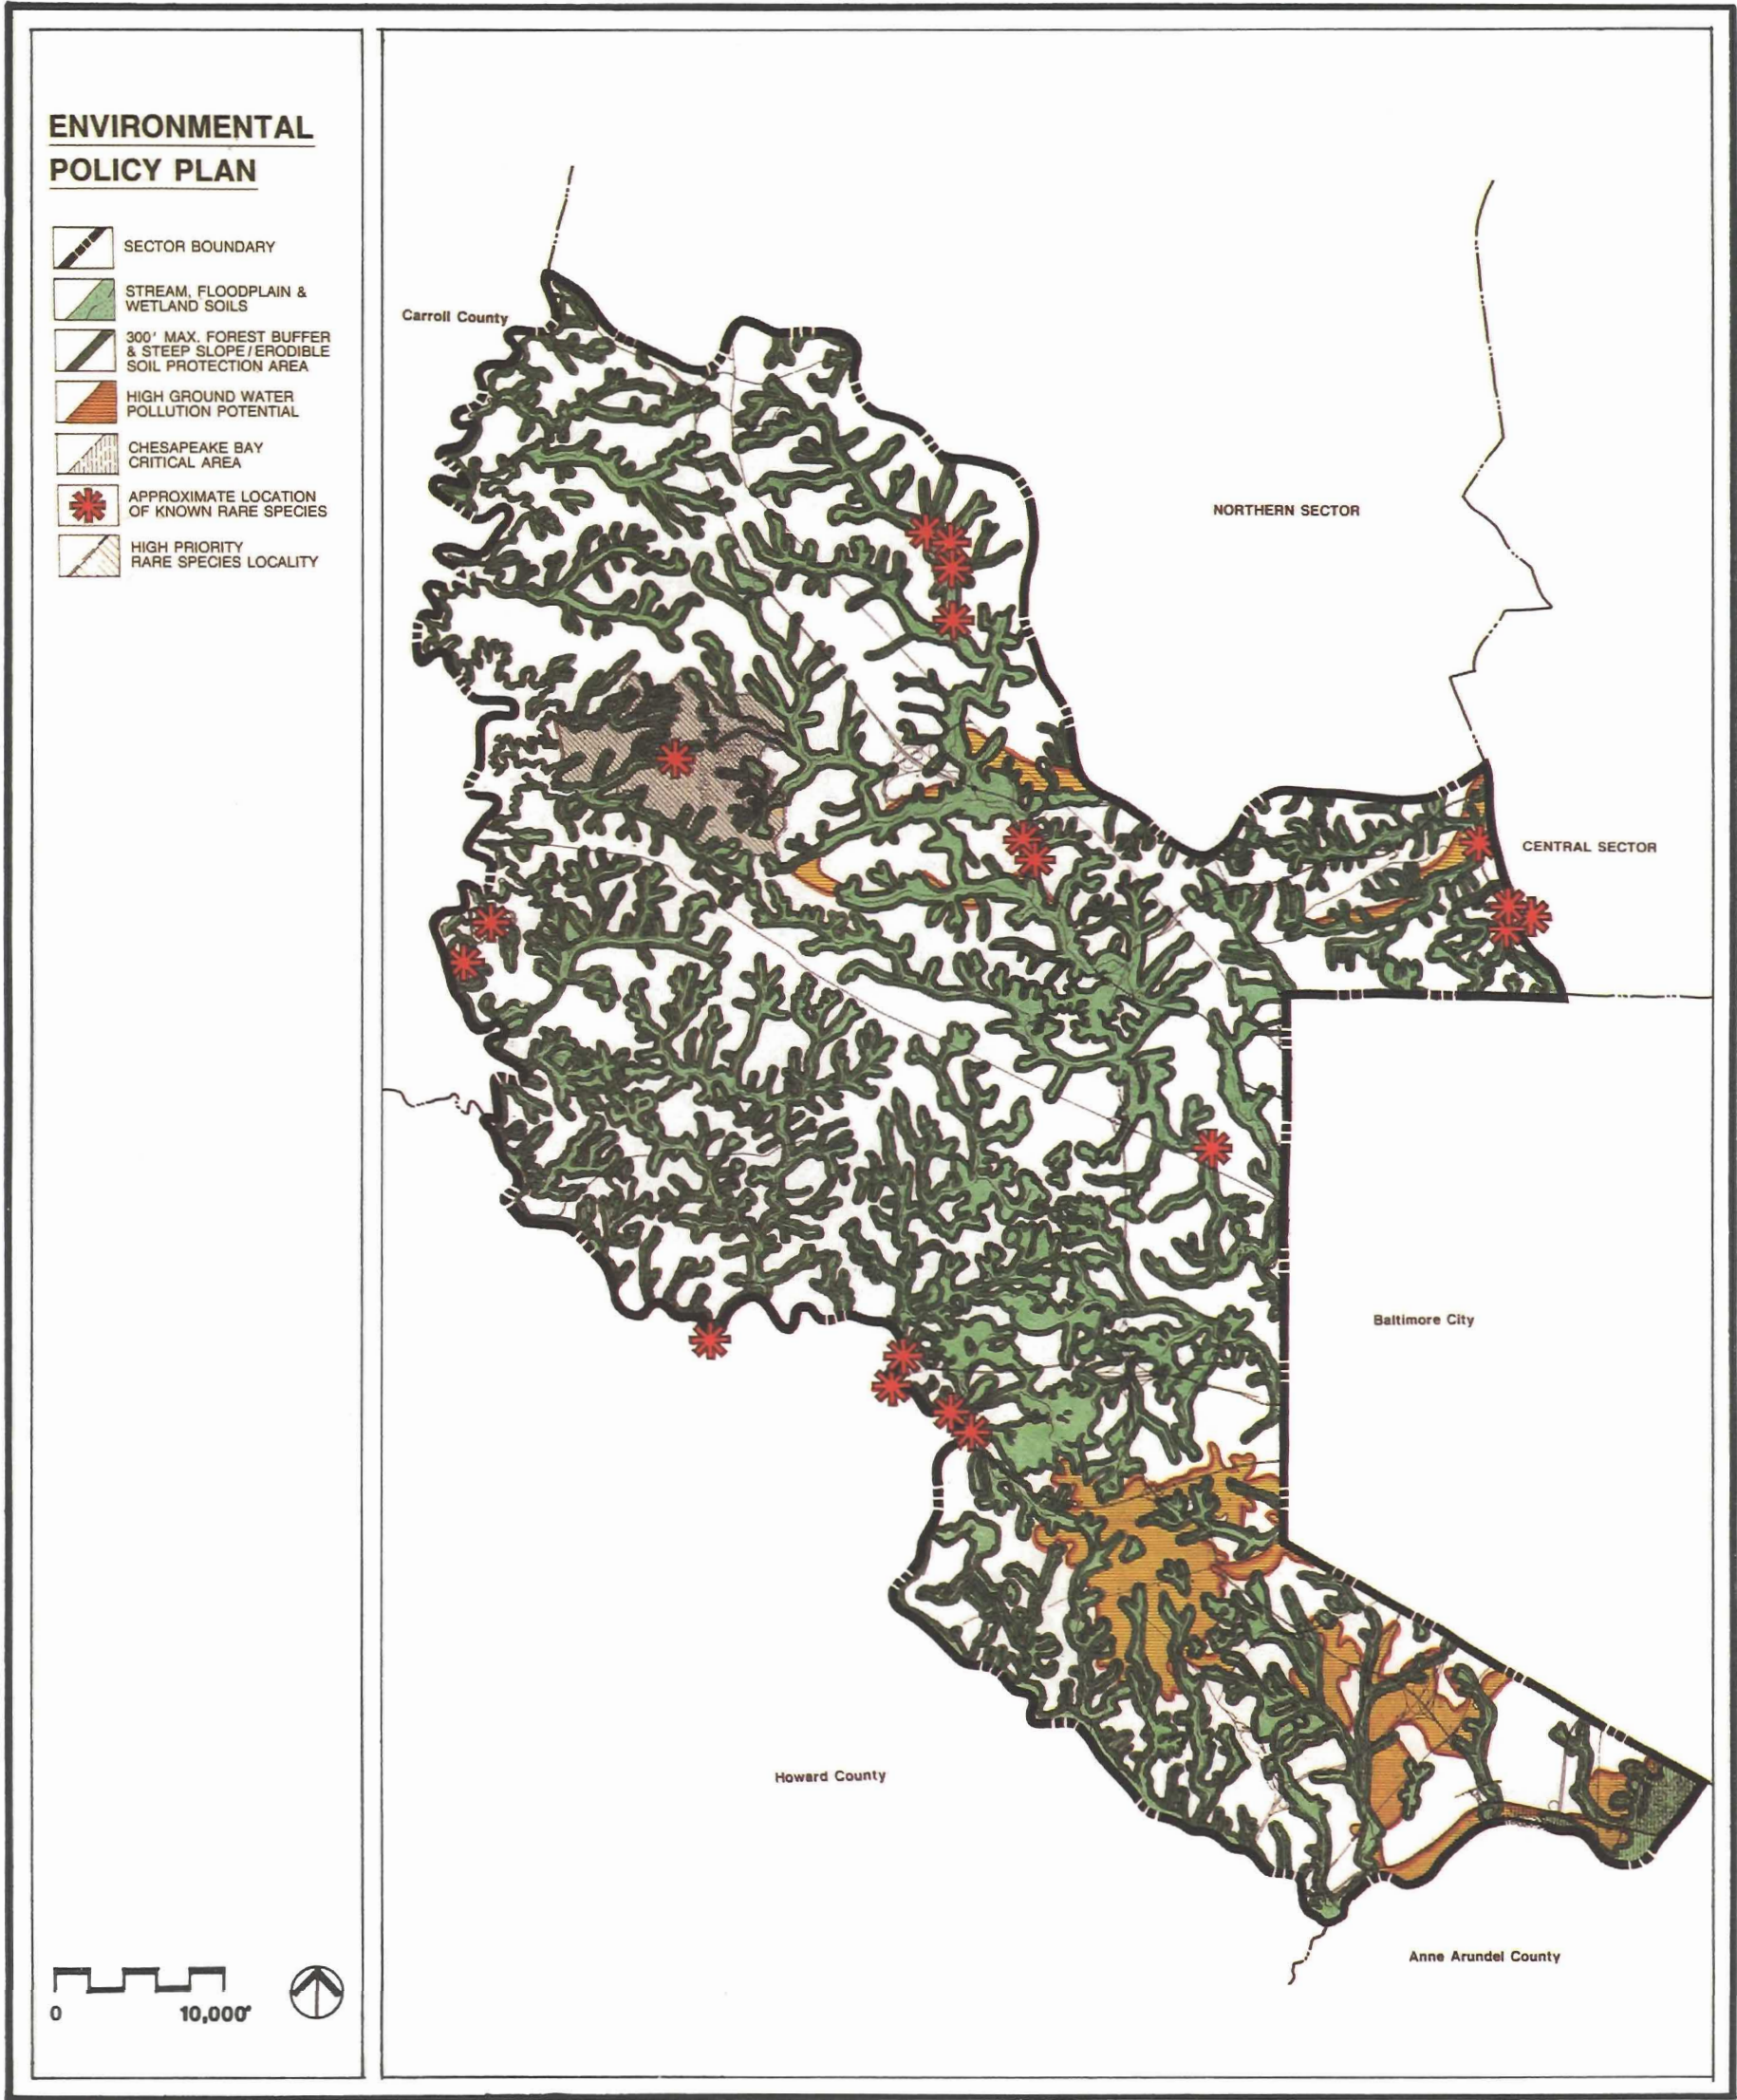 ENVIRONMENTAL
POLICY PLAN
SECTOR BOUNDARY
STREAM, FLOODPLAIN &
WETLAND SOILS
300' MAX. FOREST BUFFER
& STEEP SLOPE/ERODIBLE
SOIL PROTECTION AREA
HIGH GROUND WATER
POLLUTION POTENTIAL
CHESAPEAKE BAY
CRITICAL AREA
APPROXIMATE LOCATION
OF KNOWN RARE SPECIES
HIGH PRIORITY
RARE SPECIES LOCALITY
Carroll County
NORTHERN SECTOR
CENTRAL SECTOR
Baltimore City
Howard County
Anne Arundel County
0 10,000'